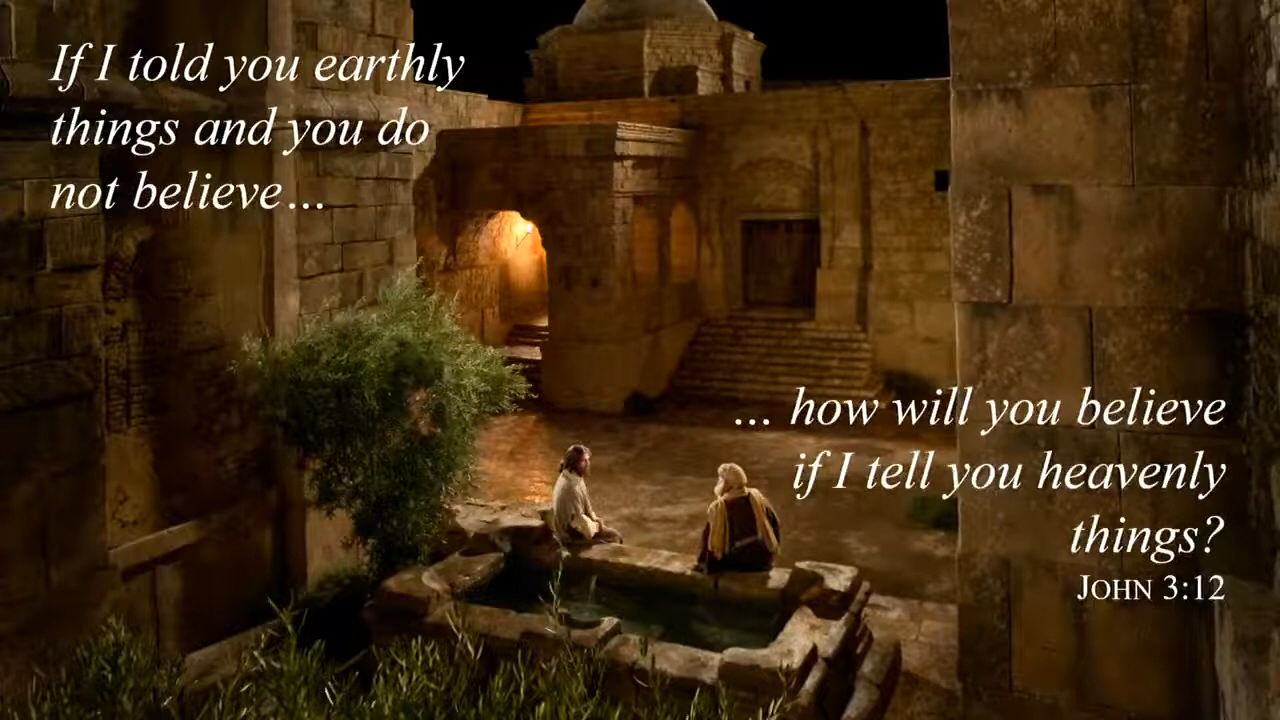 If I told you earthly
things and you do
not believe…
... how will you believe
if I tell you heavenly
things?
John 3:12